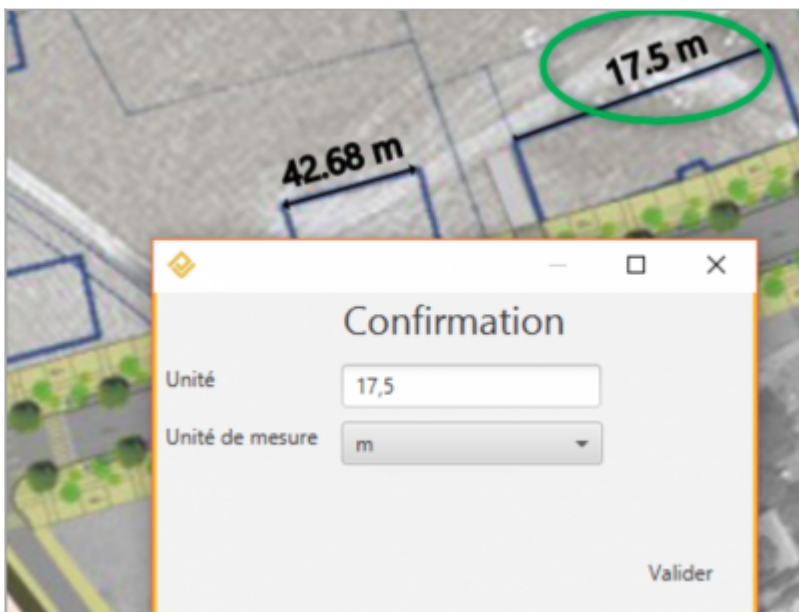 17.5 m
42.68 m
Confirmation
Unité 17,5
Unité de mesure m
Valider